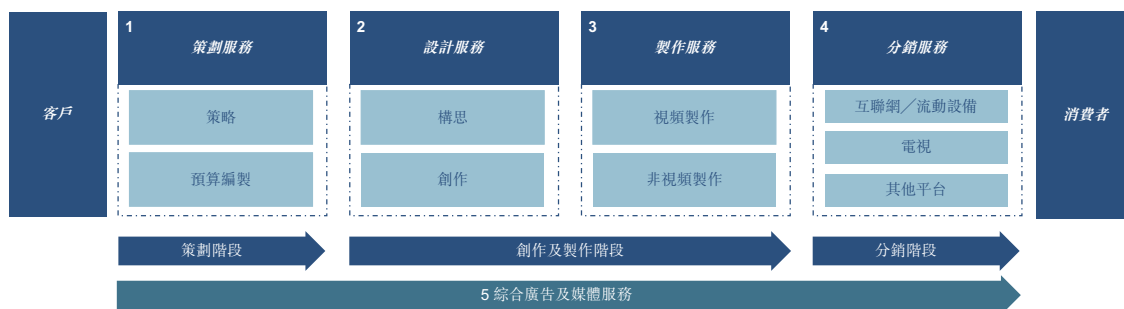 客戶
1
策劃服務
策略
預算編製
2
設計服務
構思
創作
3
製作服務
視頻製作
非視頻製作
4
分銷服務
互聯網／流動設備
電視
其他平台
消費者
策劃階段
創作及製作階段
分銷階段
5 綜合廣告及媒體服務